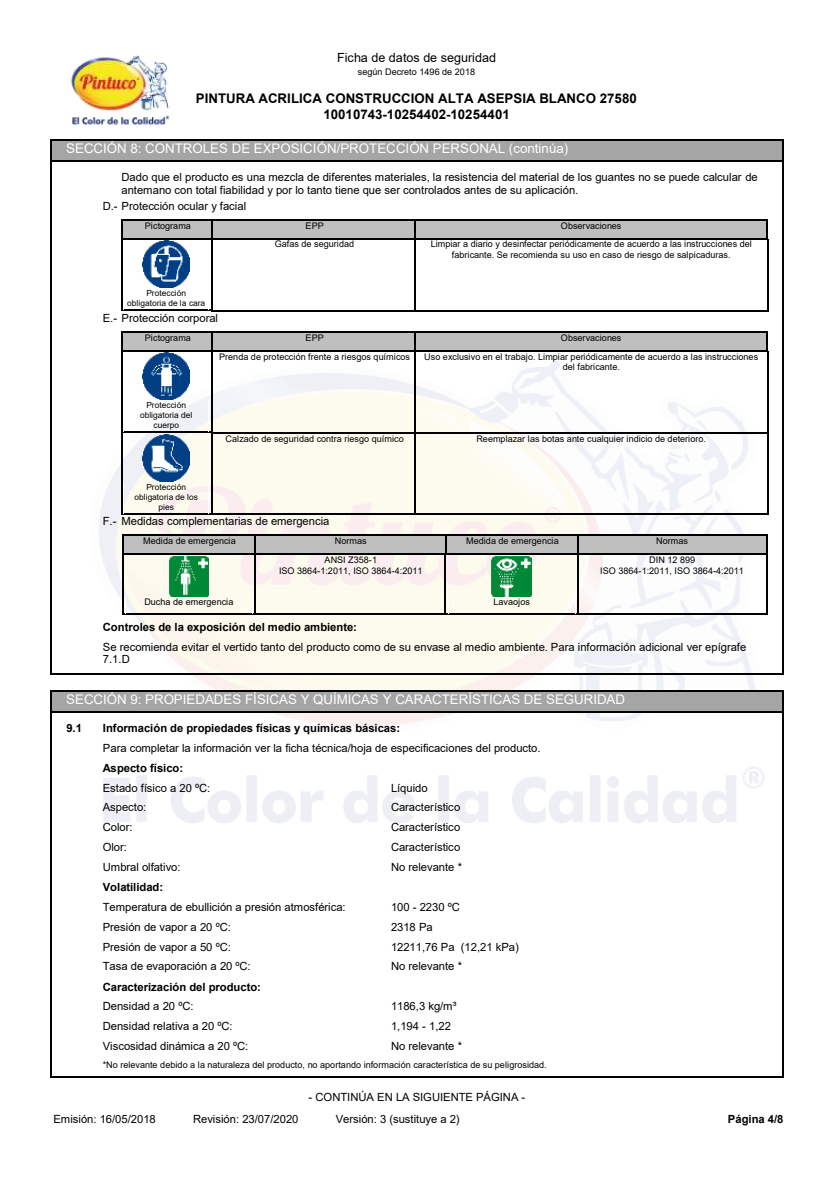 Pintuco®
El Color de la Calidad®
Ficha de datos de seguridad
según Decreto 1496 de 2018
PINTURA ACRILICA CONSTRUCCION ALTA ASEPSIA BLANCO 27580
10010743-10254402-10254401
SECCIÓN 8: CONTROLES DE EXPOSICIÓN/PROTECCIÓN PERSONAL (continúa)
Dado que el producto es una mezcla de diferentes materiales, la resistencia del material de los guantes no se puede calcular de
antemano con total fiabilidad y por lo tanto tiene que ser controlados antes de su aplicación.
D.- Protección ocular y facial
Pictograma EPP Observaciones
Protección
obligatoria de la cara
Gafas de seguridad
Limpiar a diario y desinfectar periódicamente de acuerdo a las instrucciones del
fabricante. Se recomienda su uso en caso de riesgo de salpicaduras.
E.- Protección corporal
Pictograma EPP Observaciones
Protección
obligatoria del
cuerpo
Prenda de protección frente a riesgos químicos
Uso exclusivo en el trabajo. Limpiar periódicamente de acuerdo a las instrucciones
del fabricante.
Protección
obligatoria de los
pies
Calzado de seguridad contra riesgo químico
Reemplazar las botas ante cualquier indicio de deterioro.
F.- Medidas complementarias de emergencia
Medida de emergencia Normas Medida de emergencia Normas
Ducha de emergencia
ANSI Z358-1
ISO 3864-1:2011, ISO 3864-4:2011
Lavaojos
DIN 12 899
ISO 3864-1:2011, ISO 3864-4:2011
Controles de la exposición del medio ambiente:
Se recomienda evitar el vertido tanto del producto como de su envase al medio ambiente. Para información adicional ver epígrafe
7.1.D
SECCIÓN 9: PROPIEDADES FÍSICAS Y QUÍMICAS Y CARACTERÍSTICAS DE SEGURIDAD
9.1 Información de propiedades físicas y químicas básicas:
Para completar la información ver la ficha técnica/hoja de especificaciones del producto.
Aspecto físico:
Estado físico a 20 ºC: Líquido
Aspecto: Característico
Color: Característico
Olor: Característico
Umbral olfativo: No relevante *
Volatilidad:
Temperatura de ebullición a presión atmosférica: 100 - 2230 ºC
Presión de vapor a 20 ºC: 2318 Pa
Presión de vapor a 50 ºC: 12211,76 Pa (12,21 kPa)
Tasa de evaporación a 20 ºC: No relevante *
Caracterización del producto:
Densidad a 20 ºC: 1186,3 kg/m³
Densidad relativa a 20 ºC: 1,194 - 1,22
Viscosidad dinámica a 20 ºC: No relevante *
*No relevante debido a la naturaleza del producto, no aportando información característica de su peligrosidad.
Pintuco®
El Color de la Calidad®
- CONTINÚA EN LA SIGUIENTE PÁGINA -
Emisión: 16/05/2018 Revisión: 23/07/2020 Versión: 3 (sustituye a 2) Página 4/8